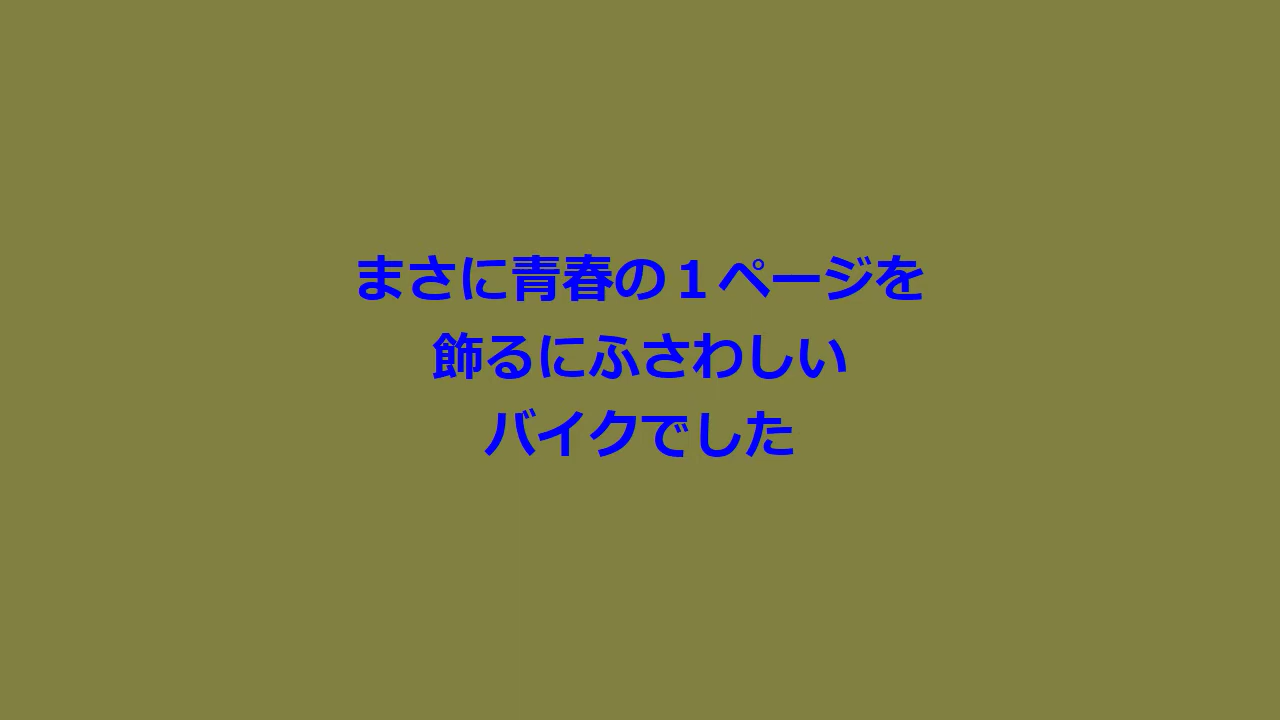 まさに青春の１ページを
飾るにふさわしい
バイクでした